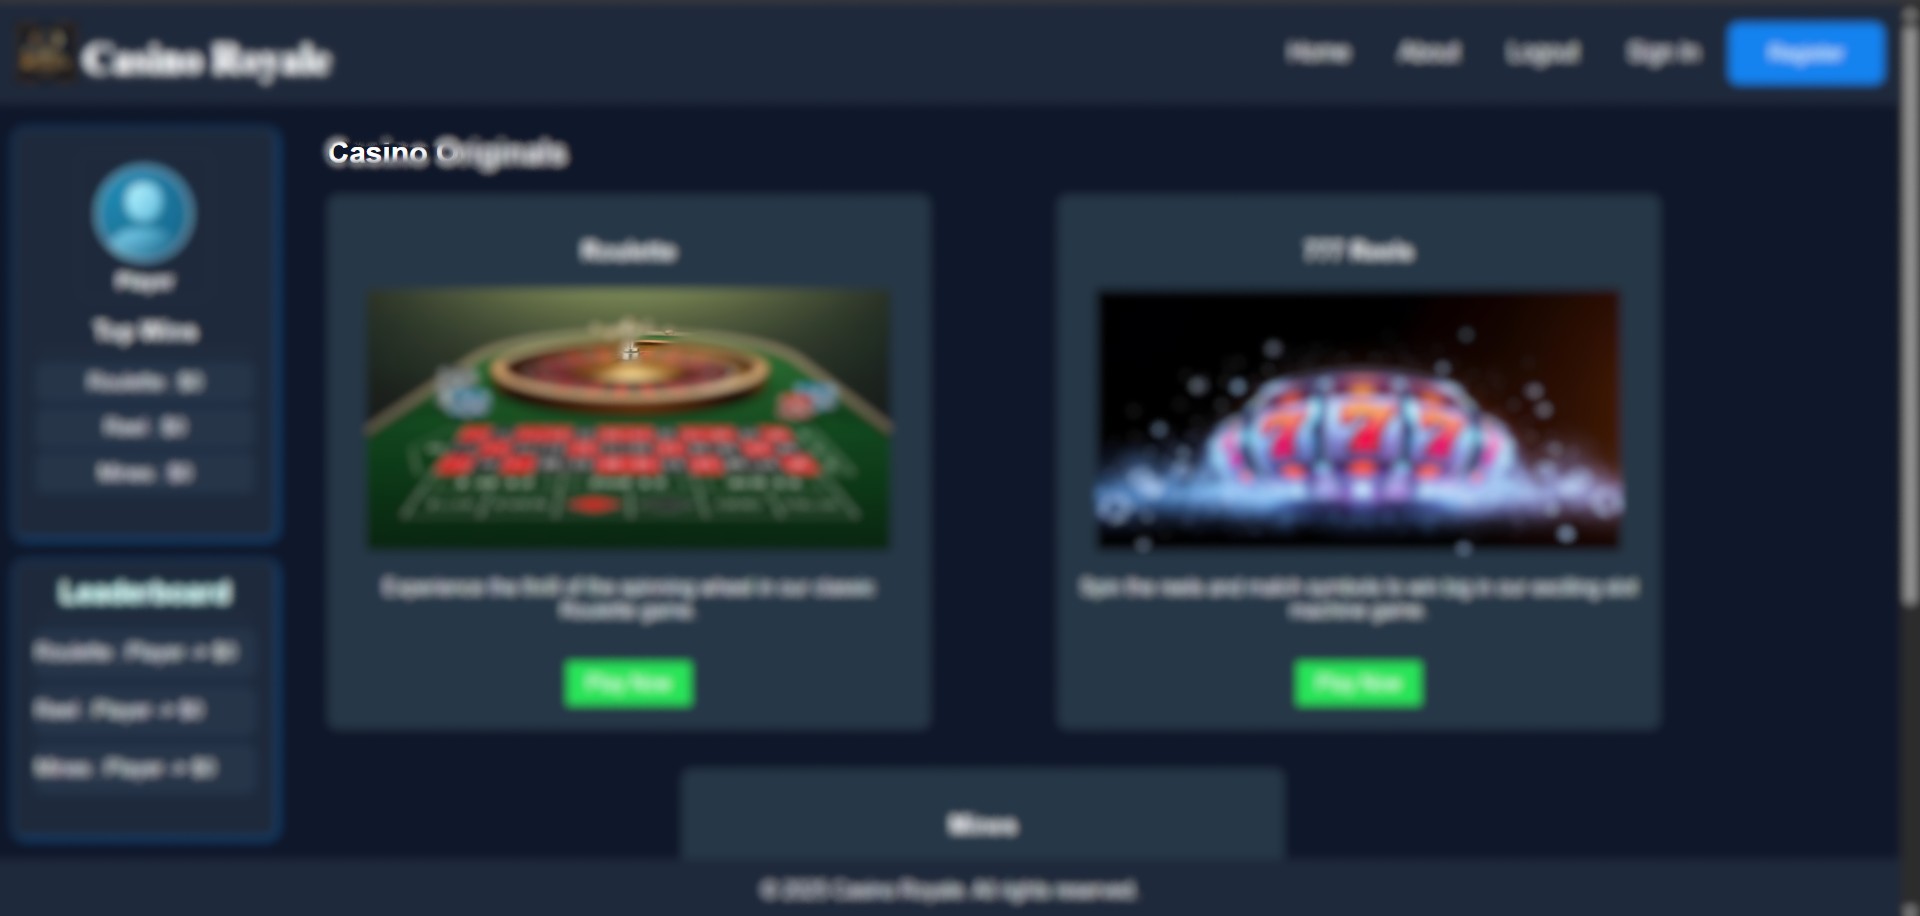 Casino Royale
Home
About
Logout
Sign In
Register
Player
Top Wins
Roulette: $0
Reel: $0
Mines: $0
Leaderboard
Roulette: Player -> $0
Reel: Player -> $0
Mines: Player -> $0
Casino Originals
Roulette
Experience the thrill of the spinning wheel in our classic
Roulette game.
Play Now
777 Reels
Spin the reels and match symbols to win big in our exciting and
machine game.
Play Now
Mines
© 2025 Casino Royale. All rights reserved.